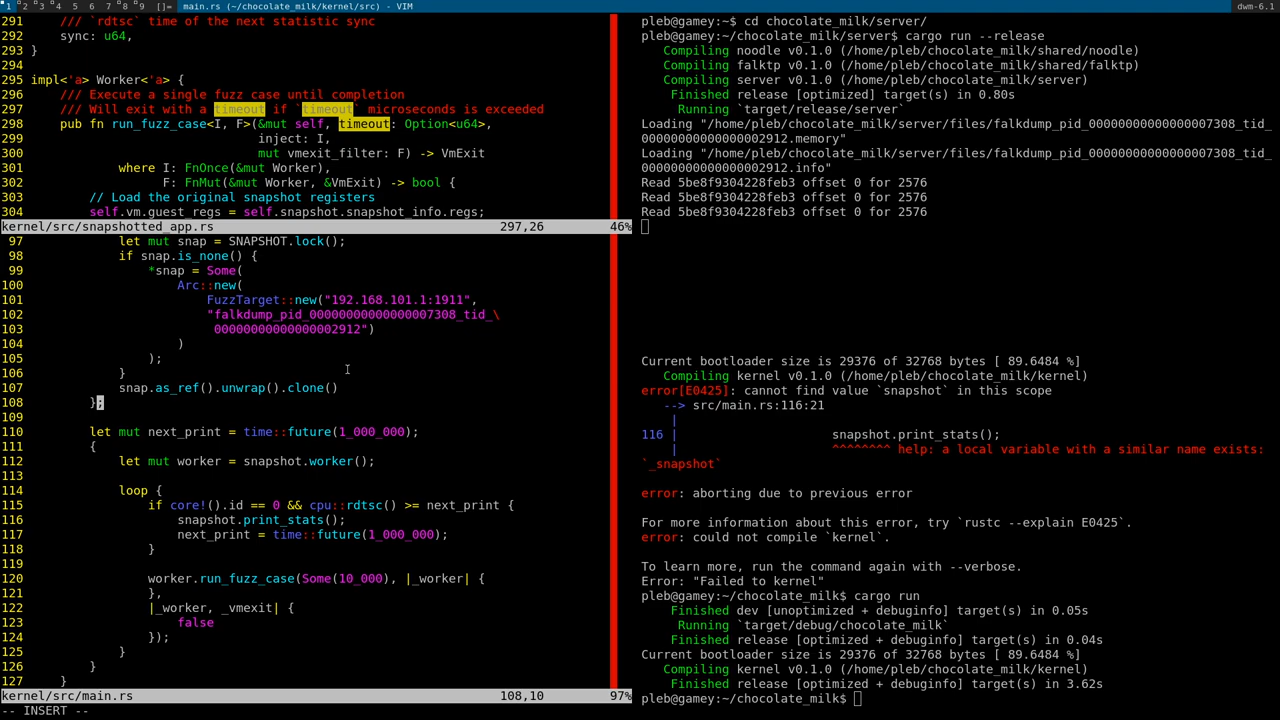 1 2 3 4 5 6 7 8 9 []= main.rs (~/chocolate_milk/kernel/src) - VIM dwm-6.1
291     /// `rdtsc` time of the next statistic sync
292     sync: u64,
293 }
294
295 impl<'a> Worker<'a> {
296     /// Execute a single fuzz case until completion
297     /// Will exit with a timeout if `timeout` microseconds is exceeded
298     pub fn run_fuzz_case<I, F>(&mut self, timeout: Option<u64>,
299                                inject: I,
300                                mut vmexit_filter: F) -> VmExit
301             where I: FnOnce(&mut Worker),
302                   F: FnMut(&mut Worker, &VmExit) -> bool {
303         // Load the original snapshot registers
304         self.vm.guest_regs = self.snapshot.snapshot_info.regs;
kernel/src/snapshotted_app.rs 297,26 46%
97             let mut snap = SNAPSHOT.lock();
98             if snap.is_none() {
99                 *snap = Some(
100                     Arc::new(
101                         FuzzTarget::new("192.168.101.1:1911",
102                         "falkdump_pid_00000000000000007308_tid_\
103                          00000000000000002912")
104                     )
105                 );
106             }
107             snap.as_ref().unwrap().clone()
108         };
109
110         let mut next_print = time::future(1_000_000);
111         {
112             let mut worker = snapshot.worker();
113
114             loop {
115                 if core!().id == 0 && cpu::rdtsc() >= next_print {
116                     snapshot.print_stats();
117                     next_print = time::future(1_000_000);
118                 }
119
120                 worker.run_fuzz_case(Some(10_000), |_worker| {
121                 },
122                 |_worker, _vmexit| {
123                     false
124                 });
125             }
126         }
127     }
kernel/src/main.rs 108,10 97%
-- INSERT --
pleb@gamey:~$ cd chocolate_milk/server/
pleb@gamey:~/chocolate_milk/server$ cargo run --release
   Compiling noodle v0.1.0 (/home/pleb/chocolate_milk/shared/noodle)
   Compiling falktp v0.1.0 (/home/pleb/chocolate_milk/shared/falktp)
   Compiling server v0.1.0 (/home/pleb/chocolate_milk/server)
    Finished release [optimized] target(s) in 0.80s
     Running `target/release/server`
Loading "/home/pleb/chocolate_milk/server/files/falkdump_pid_00000000000000007308_tid_
00000000000000002912.memory"
Loading "/home/pleb/chocolate_milk/server/files/falkdump_pid_00000000000000007308_tid_
00000000000000002912.info"
Read 5be8f9304228feb3 offset 0 for 2576
Read 5be8f9304228feb3 offset 0 for 2576
Read 5be8f9304228feb3 offset 0 for 2576
Current bootloader size is 29376 of 32768 bytes [ 89.6484 %]
   Compiling kernel v0.1.0 (/home/pleb/chocolate_milk/kernel)
error[E0425]: cannot find value `snapshot` in this scope
   --> src/main.rs:116:21
    |
116 |                     snapshot.print_stats();
    |                     ^^^^^^^^ help: a local variable with a similar name exists:
`_snapshot`
error: aborting due to previous error
For more information about this error, try `rustc --explain E0425`.
error: could not compile `kernel`.
To learn more, run the command again with --verbose.
Error: "Failed to kernel"
pleb@gamey:~/chocolate_milk$ cargo run
    Finished dev [unoptimized + debuginfo] target(s) in 0.05s
     Running `target/debug/chocolate_milk`
    Finished release [optimized + debuginfo] target(s) in 0.04s
Current bootloader size is 29376 of 32768 bytes [ 89.6484 %]
   Compiling kernel v0.1.0 (/home/pleb/chocolate_milk/kernel)
    Finished release [optimized + debuginfo] target(s) in 3.62s
pleb@gamey:~/chocolate_milk$